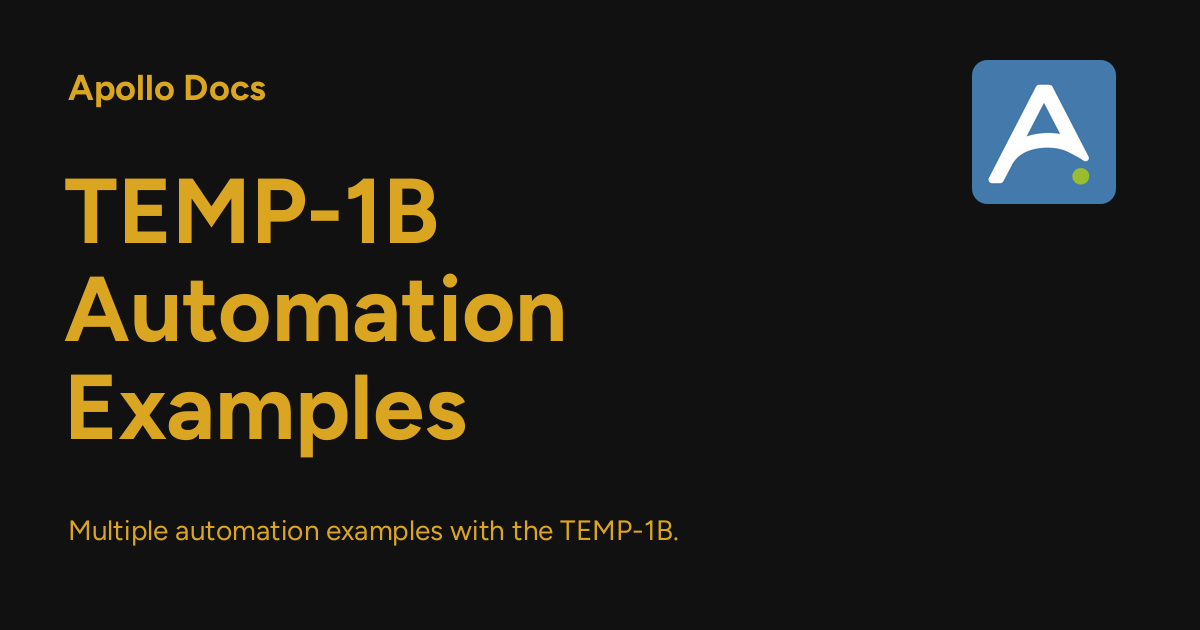 Apollo Docs
TEMP-1B
Automation
Examples
Multiple automation examples with the TEMP-1B.